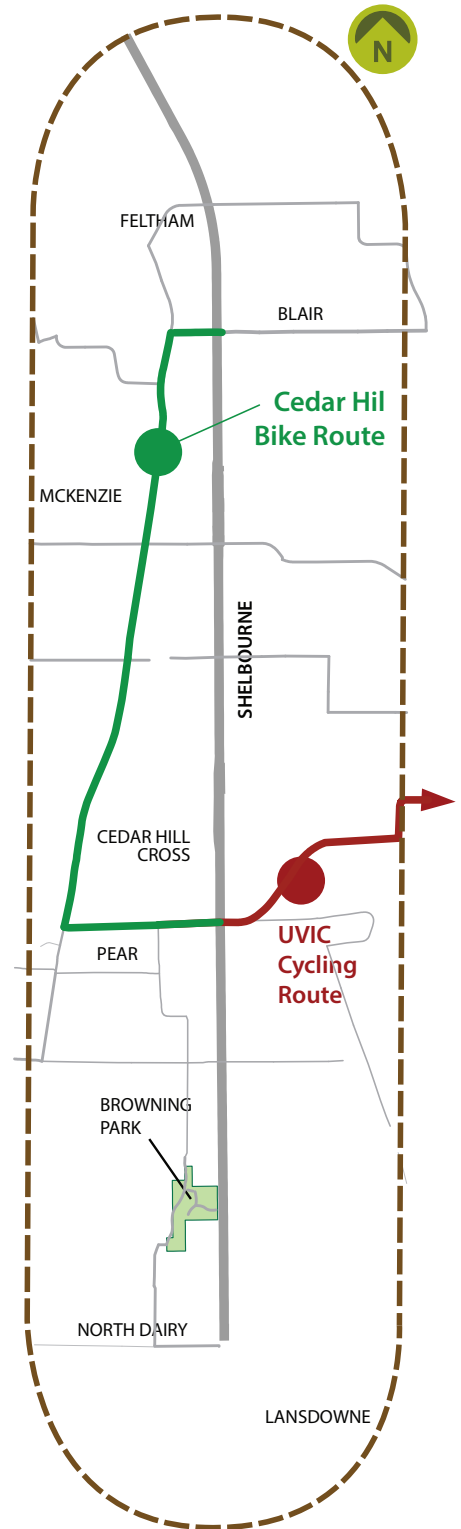 N
FELTHAM
BLAIR
Cedar Hil
Bike Route
MCKENZIE
SHELBOURNE
CEDAR HILL
CROSS
UVIC
Cycling
Route
PEAR
BROWNING
PARK
NORTH DAIRY
LANSDOWNE